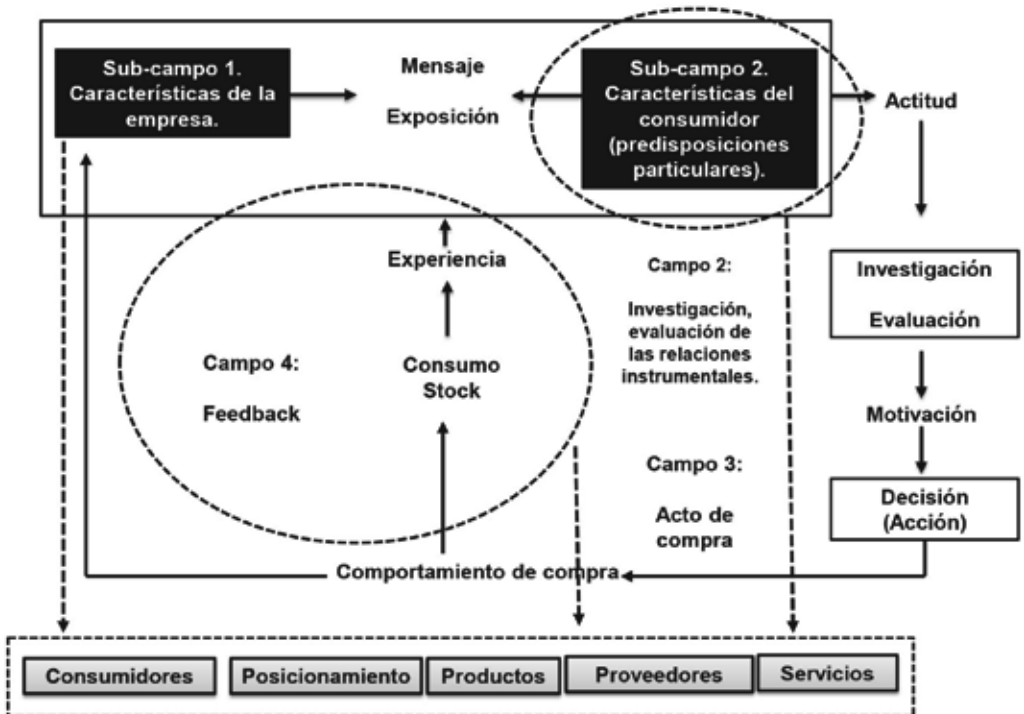 Sub-campo 1.
Características de la
empresa.
Mensaje
Exposición
Sub-campo 2.
Características del
consumidor
(predisposiciones
particulares).
Actitud
Investigación
Evaluación
Motivación
Decisión
(Acción)
Experiencia
Consumo
Stock
Campo 4:
Feedback
Campo 2:
Investigación,
evaluación de
las relaciones
instrumentales.
Campo 3:
Acto de
compra
Comportamiento de compra
Consumidores
Posicionamiento
Productos
Proveedores
Servicios